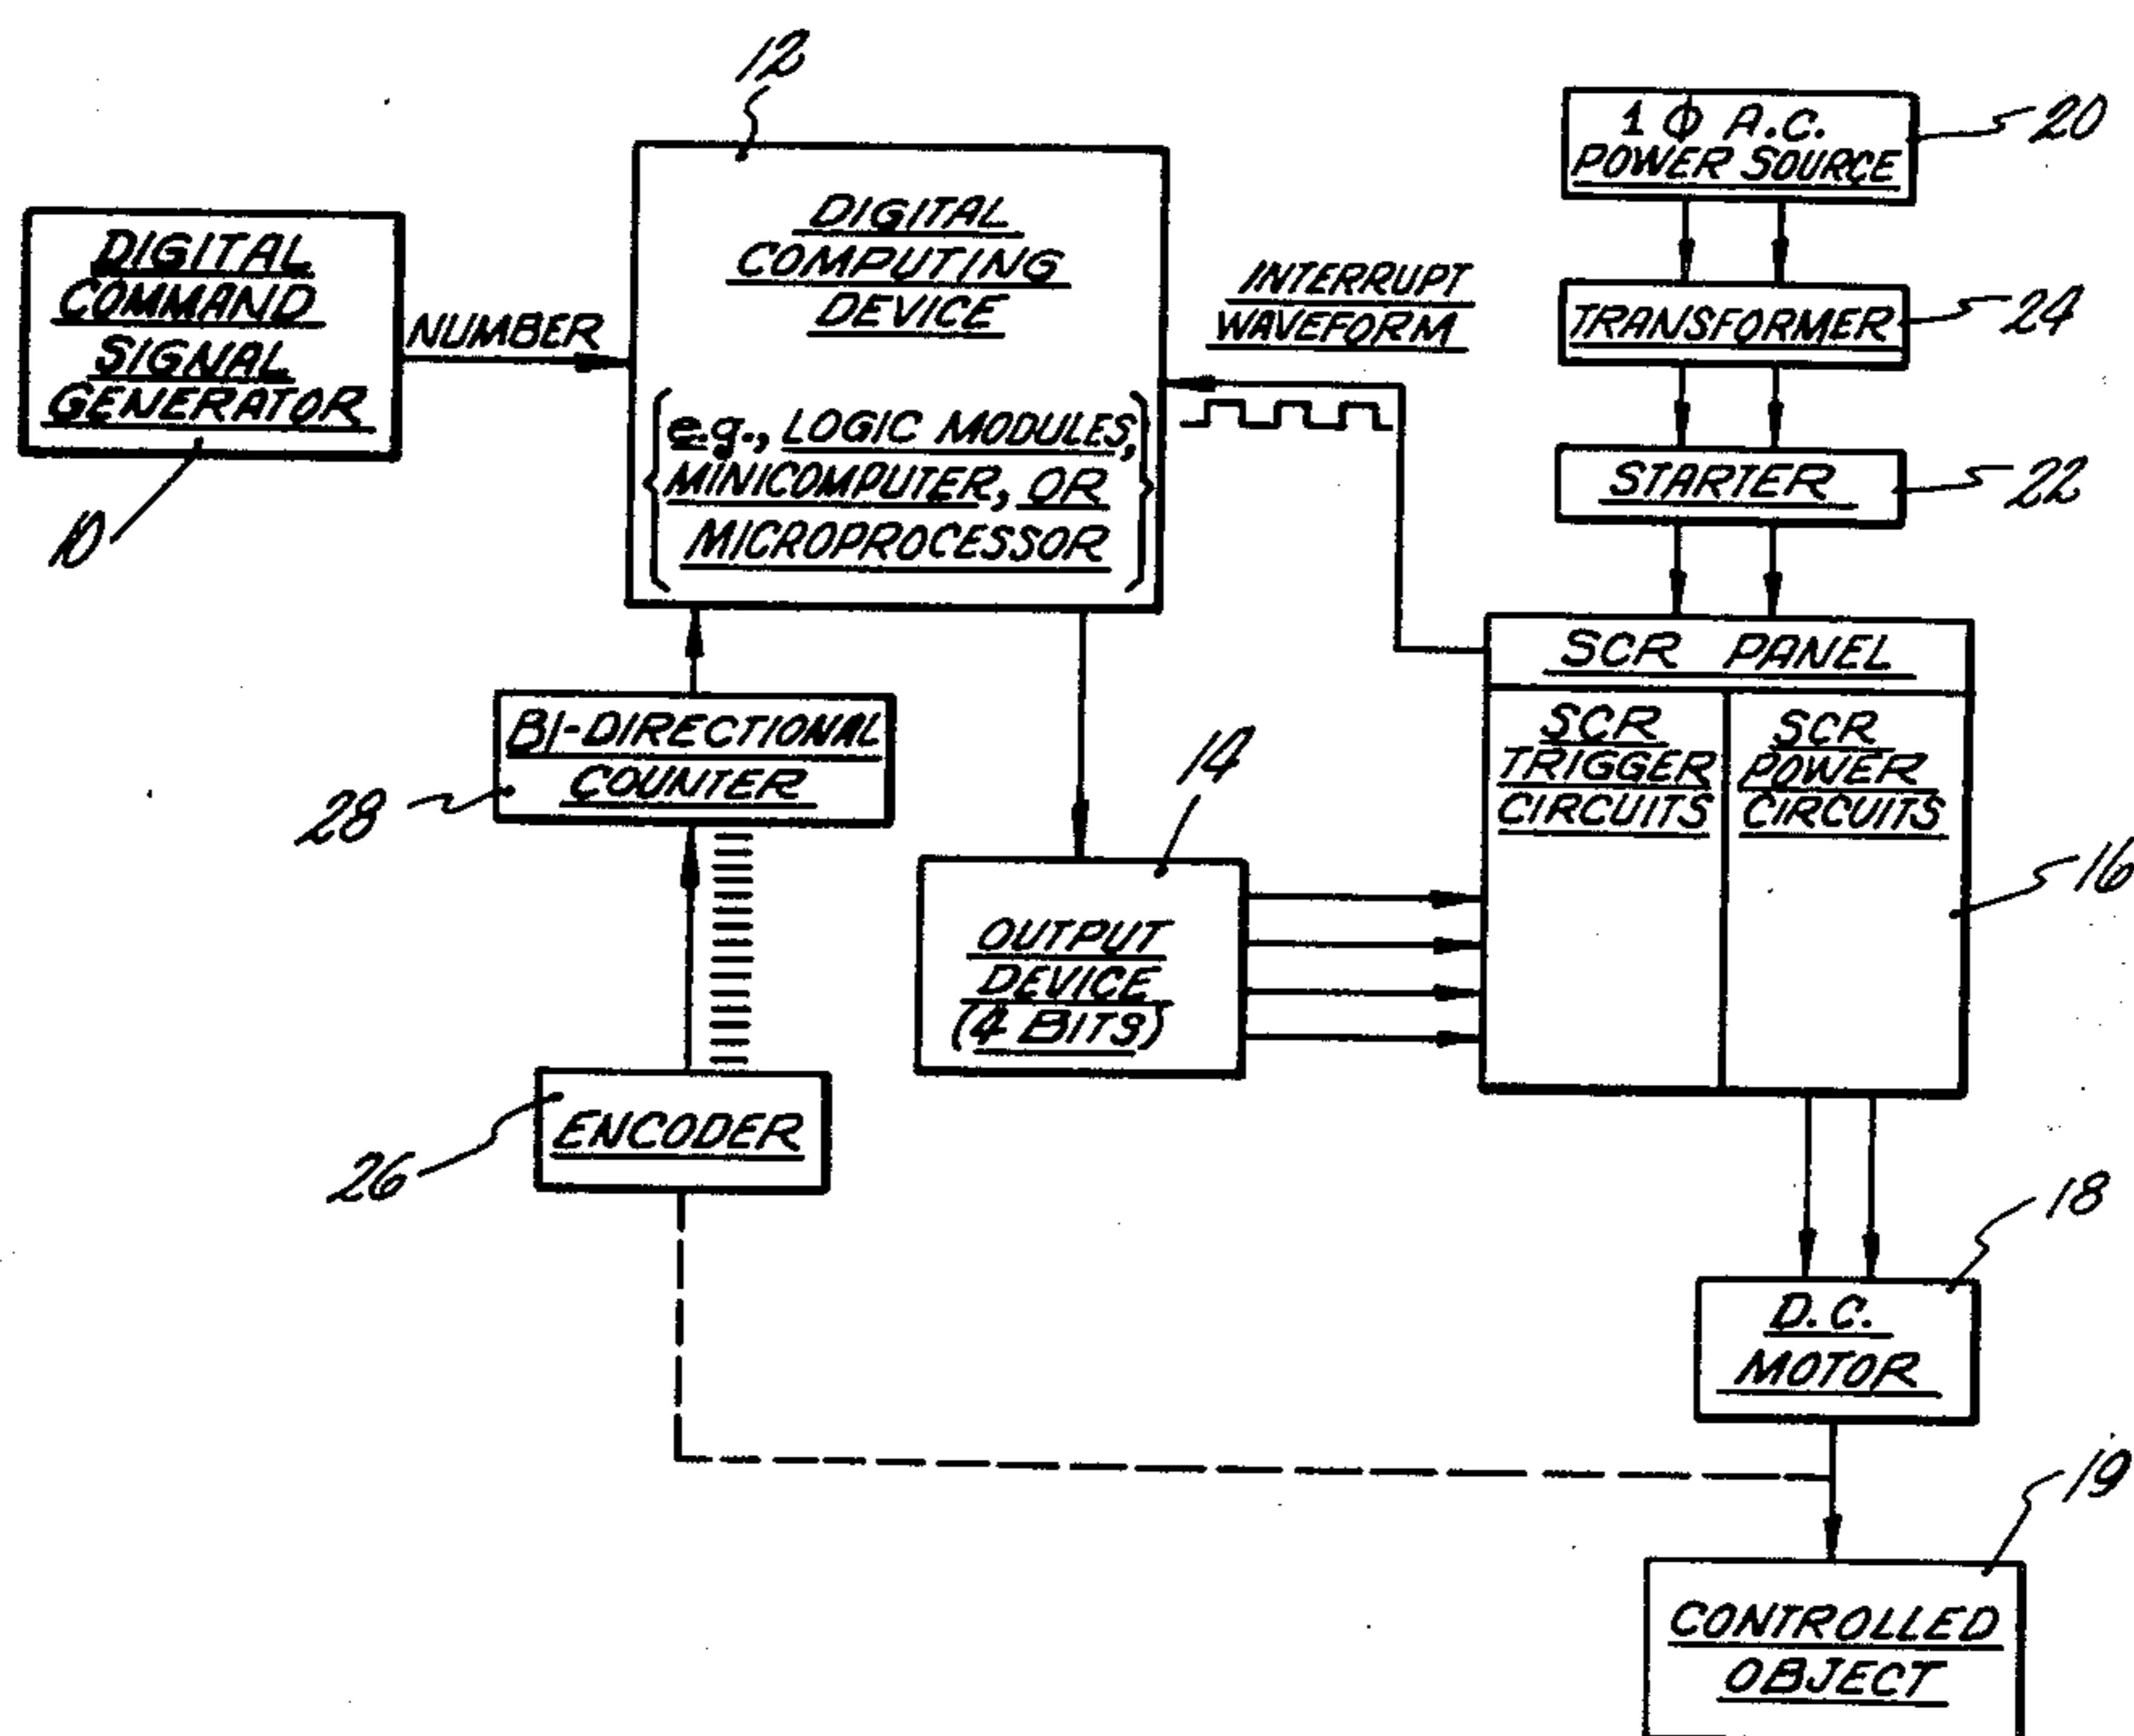 12
1 Φ A.C.
POWER SOURCE
20
DIGITAL
COMMAND
SIGNAL
GENERATOR
10
NUMBER
DIGITAL
COMPUTING
DEVICE
{e.g., LOGIC MODULES,
MINICOMPUTER, OR
MICROPROCESSOR}
INTERRUPT
WAVEFORM
TRANSFORMER
24
STARTER
22
SCR PANEL
SCR
TRIGGER
CIRCUITS
SCR
POWER
CIRCUITS
16
BI-DIRECTIONAL
COUNTER
28
14
OUTPUT
DEVICE
(4 BITS)
ENCODER
26
18
D.C.
MOTOR
19
CONTROLLED
OBJECT